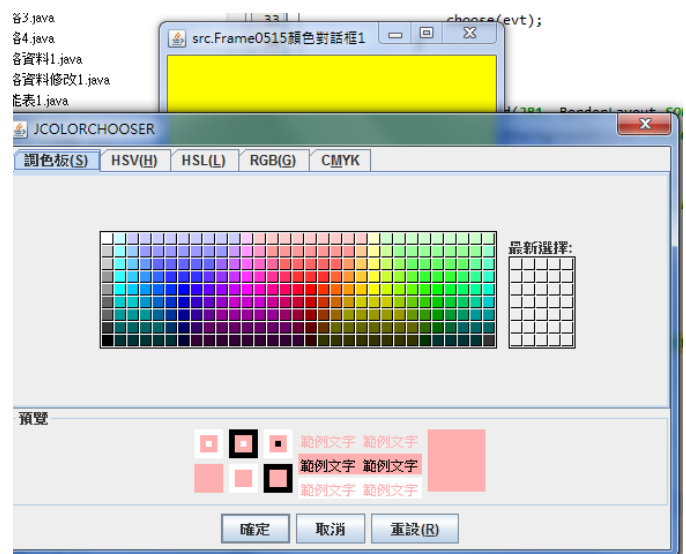 各3.java
各4.java
各資料1.java
各資料修改1.java
能表1.java
33
choose(evt);
src.Frame0515顏色對話框1
JCOLORCHOOSER
調色板(S)
HSV(H)
HSL(L)
RGB(G)
CMYK
最新選擇:
預覽
範例文字 範例文字
範例文字 範例文字
範例文字 範例文字
確定
取消
重設(R)